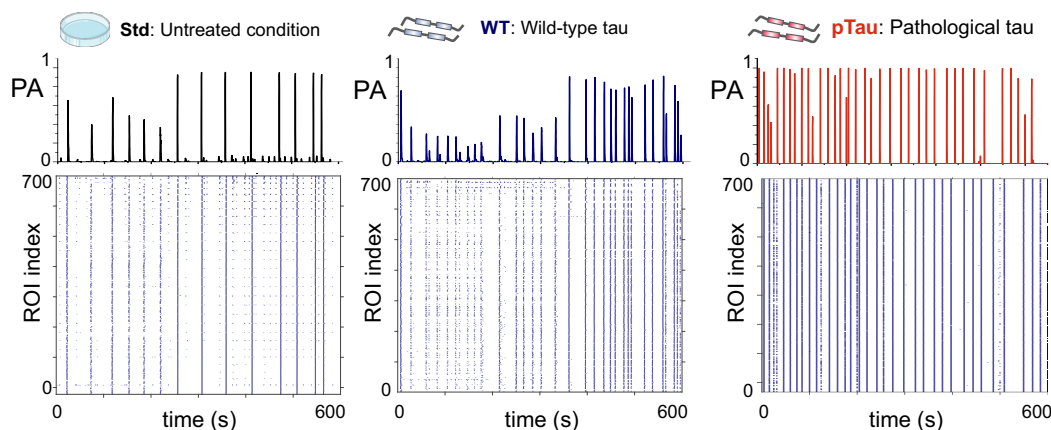 Std: Untreated condition
WT: Wild-type tau
pTau: Pathological tau
PA
1
0
PA
1
0
PA
1
0
ROI index
700
0
0
600
time (s)
ROI index
700
0
0
600
time (s)
ROI index
700
0
0
600
time (s)